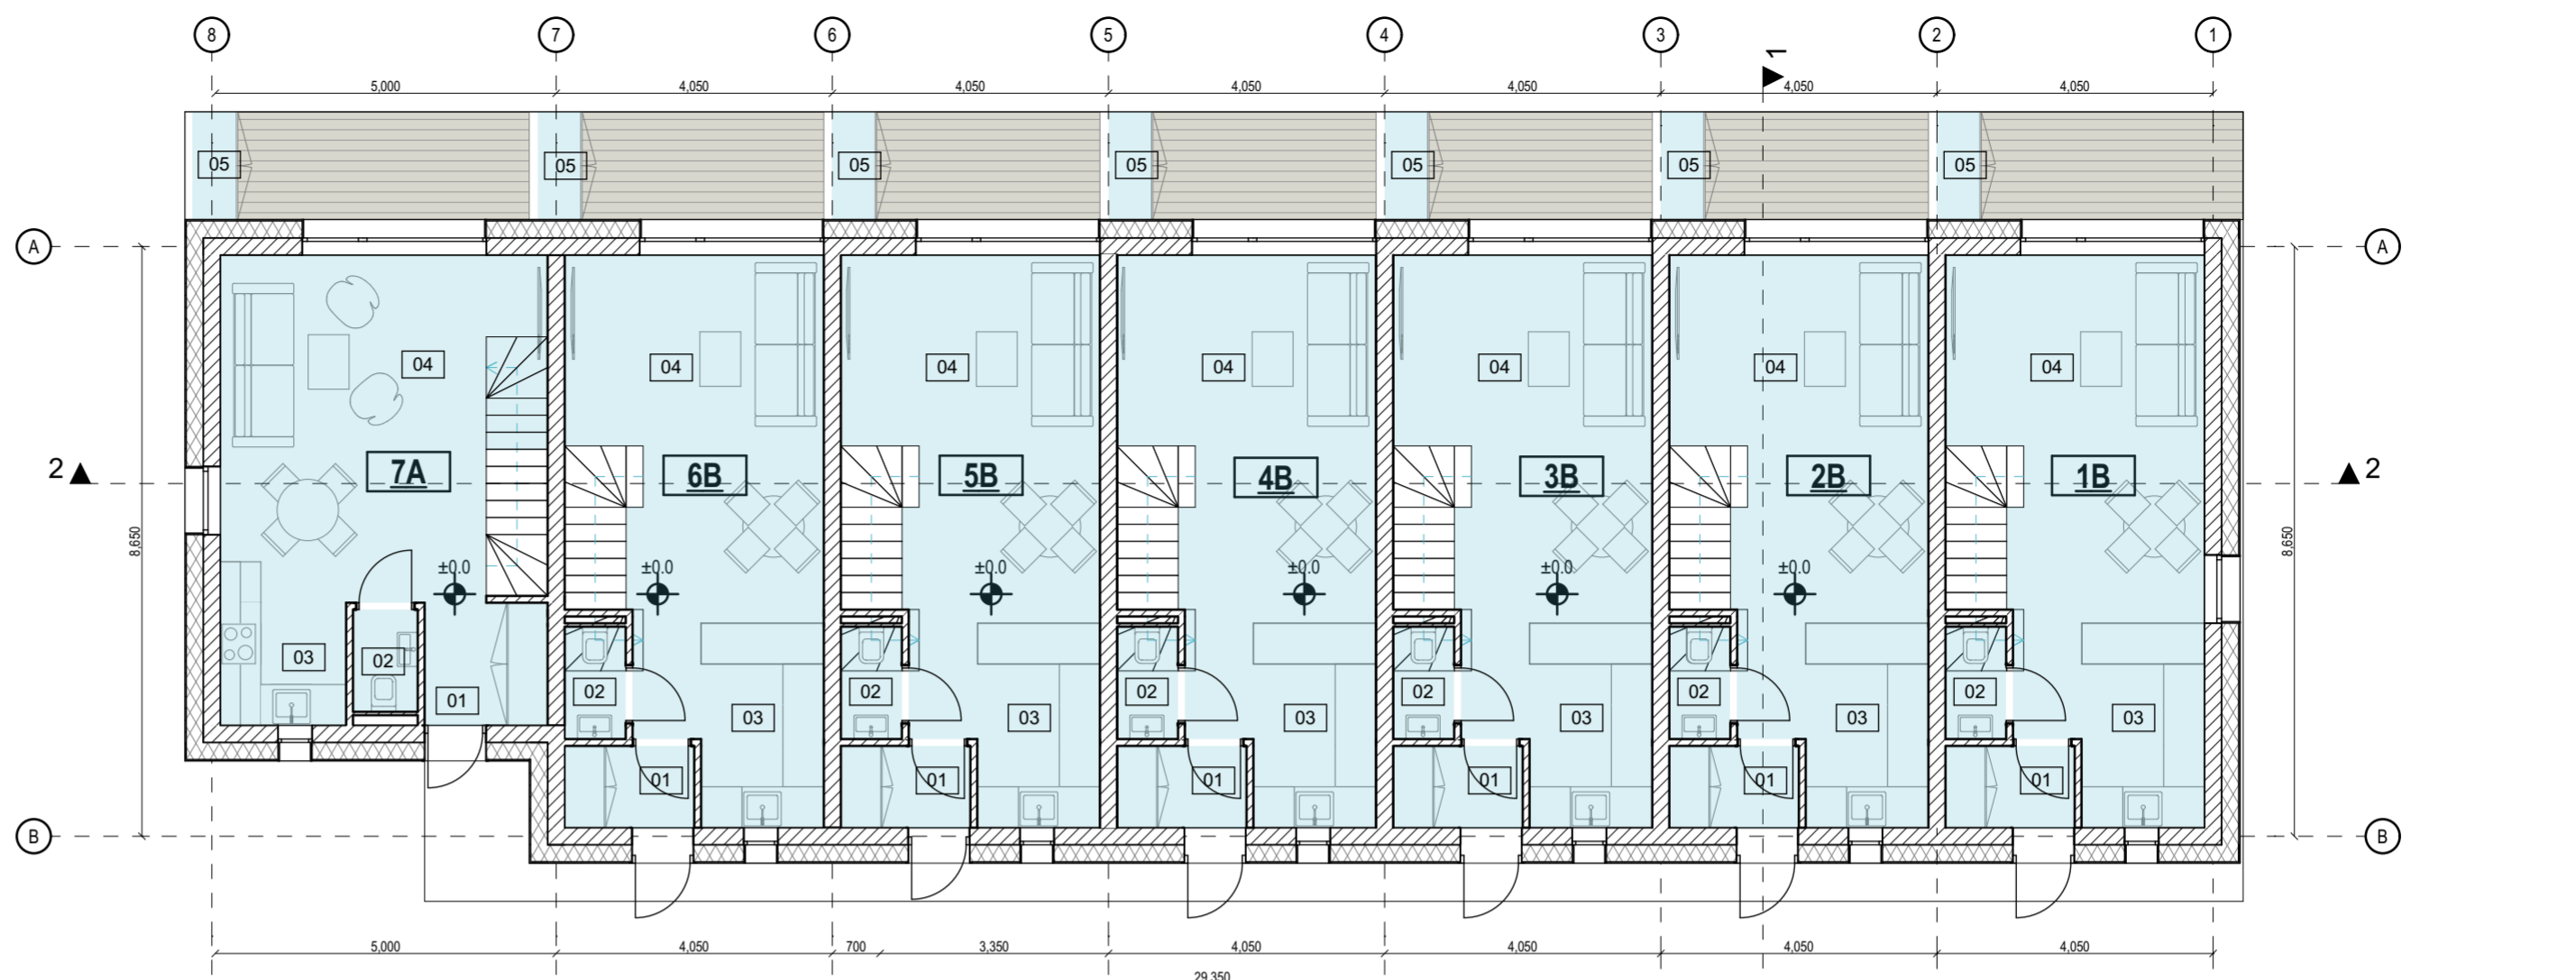 8 7 6 5 4 3 2 1
1
5,000 4,050 4,050 4,050 4,050 4,050 4,050
05 05 05 05 05 05 05
A A
04 04 04 04 04 04 04
2 7A 6B 5B 4B 3B 2B 1B 2
8,650 8,650
±0.0 ±0.0 ±0.0 ±0.0 ±0.0 ±0.0
03 02
02 02 02 02 02 02
01
03 03 03 03 03 03
01 01 01 01 01 01
B B
5,000 4,050 700 3,350 4,050 4,050 4,050 4,050
29,350